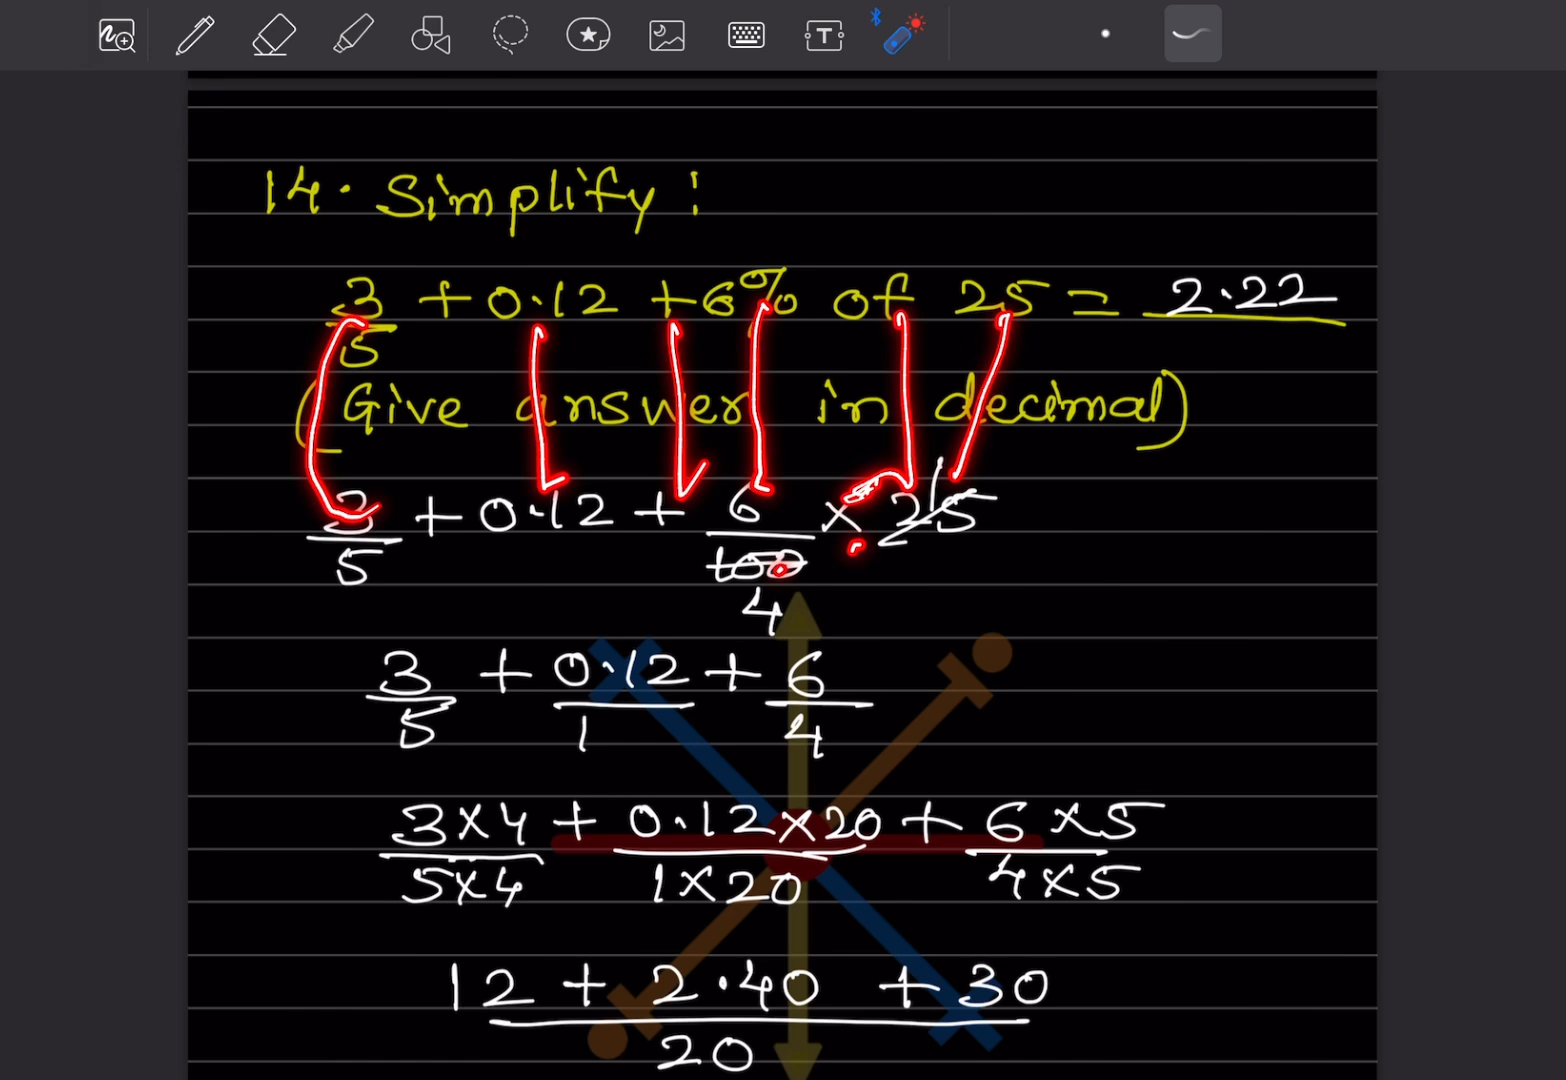 14. Simplify :
3/5 + 0.12 + 6% of 25 = 2.22
(Give answer in decimal)
3/5 + 0.12 + 6/100 × 25
1
4
3/5 + 0.12/1 + 6/4
3×4/5×4 + 0.12×20/1×20 + 6×5/4×5
12 + 2.40 + 30
20